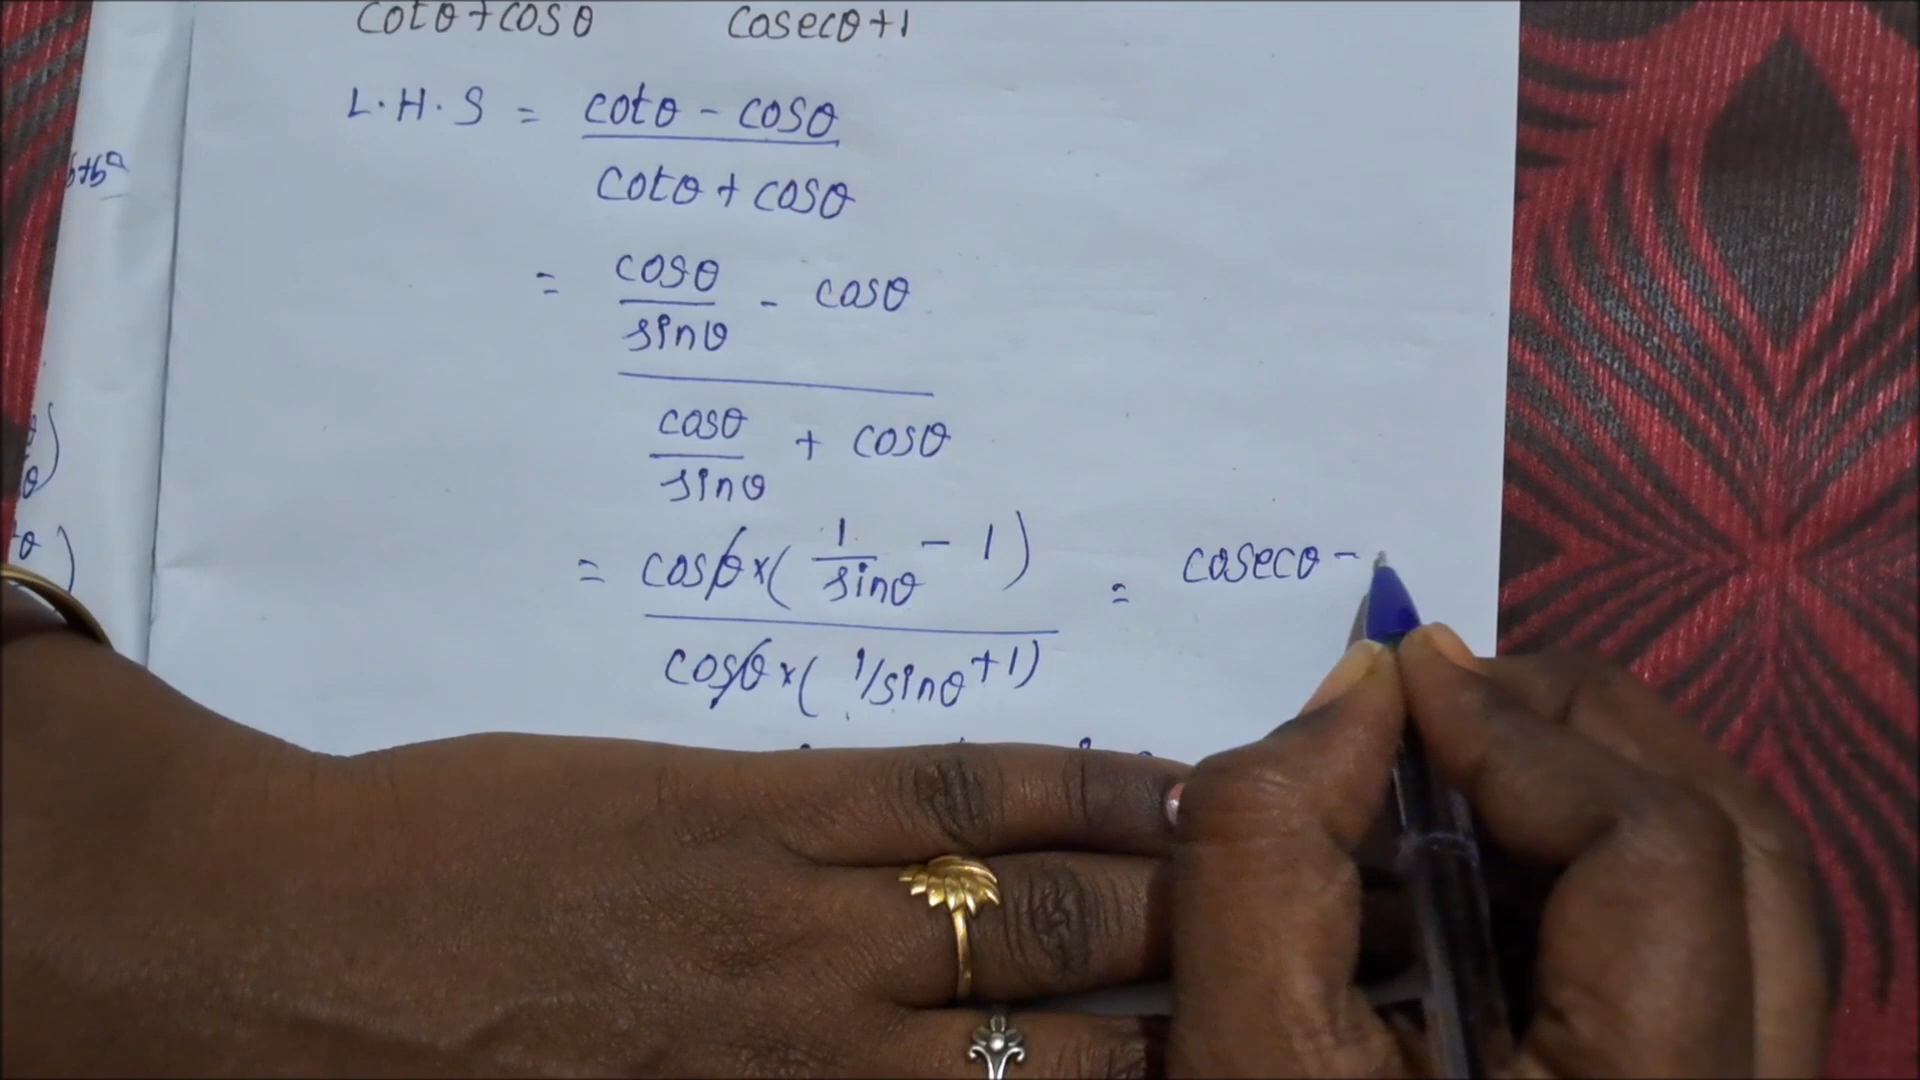 cotθ+cosθ cosecθ+1
L.H.S = cotθ - cosθ
cotθ + cosθ
= cosθ
sinθ - cosθ
cosθ
sinθ + cosθ
= cosθ×( 1/sinθ - 1) = cosecθ -
cosθ×( 1/sinθ +1)